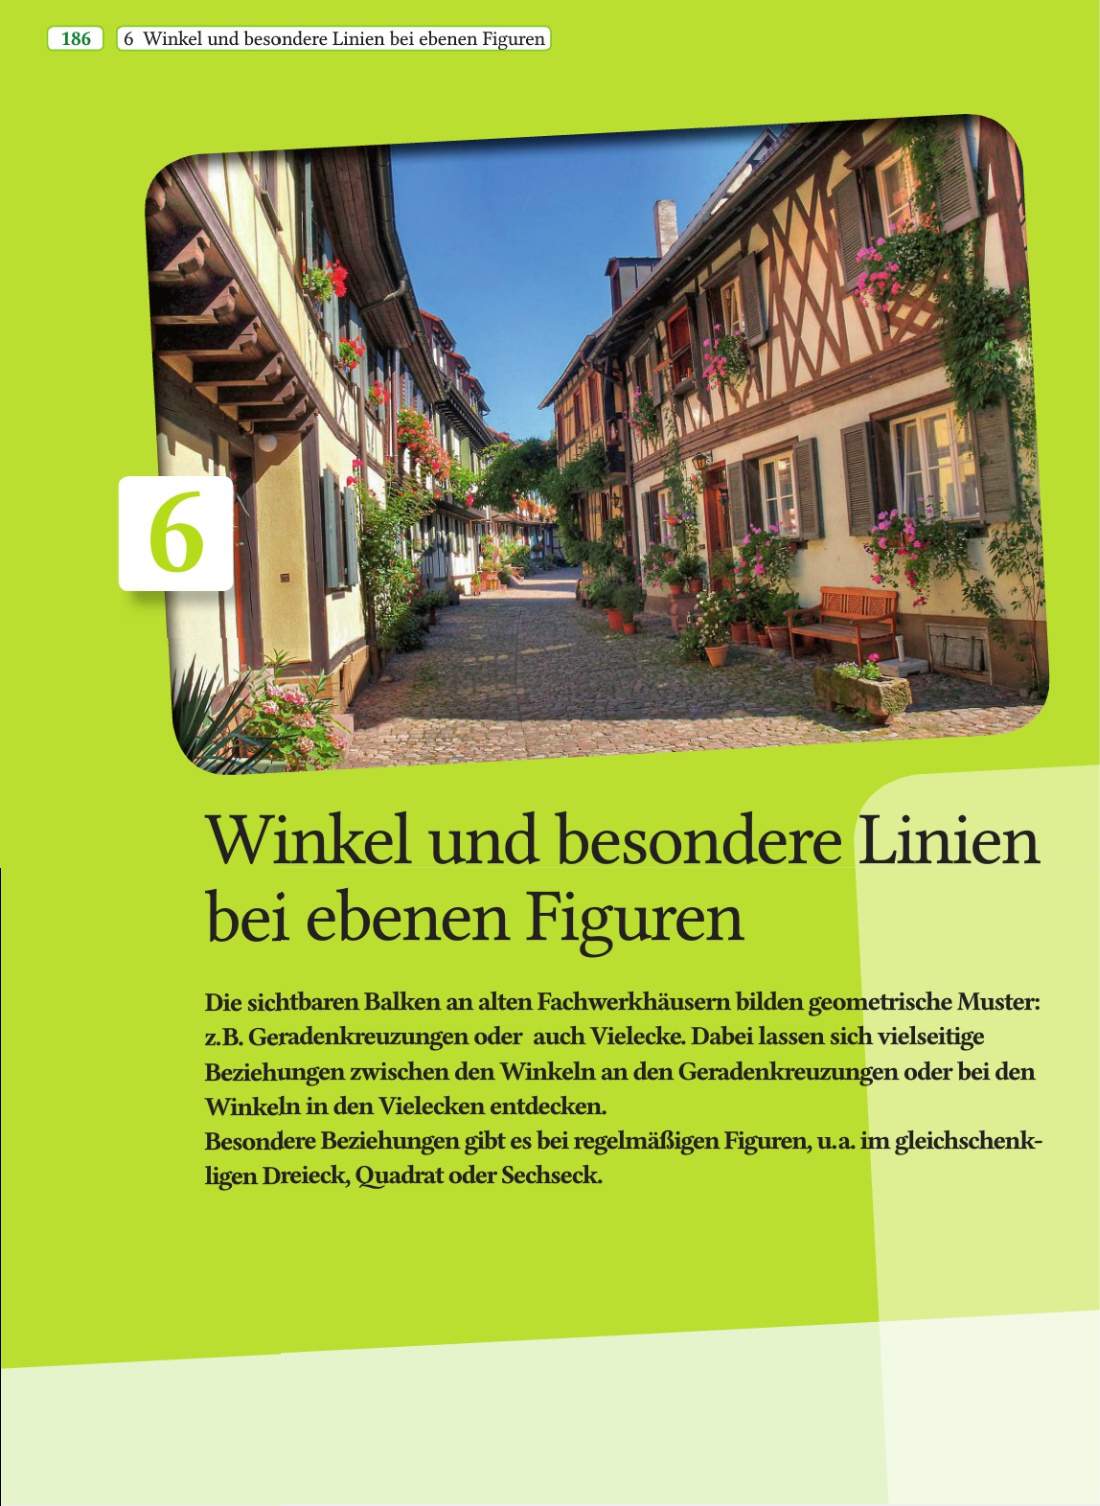 186
6 Winkel und besondere Linien bei ebenen Figuren
6
Winkel und besondere Linien
bei ebenen Figuren
Die sichtbaren Balken an alten Fachwerkhäusern bilden geometrische Muster:
z.B. Geradenkreuzungen oder auch Vielecke. Dabei lassen sich vielseitige
Beziehungen zwischen den Winkeln an den Geradenkreuzungen oder bei den
Winkeln in den Vielecken entdecken.
Besondere Beziehungen gibt es bei regelmäßigen Figuren, u.a. im gleichschenk-
ligen Dreieck, Quadrat oder Sechseck.